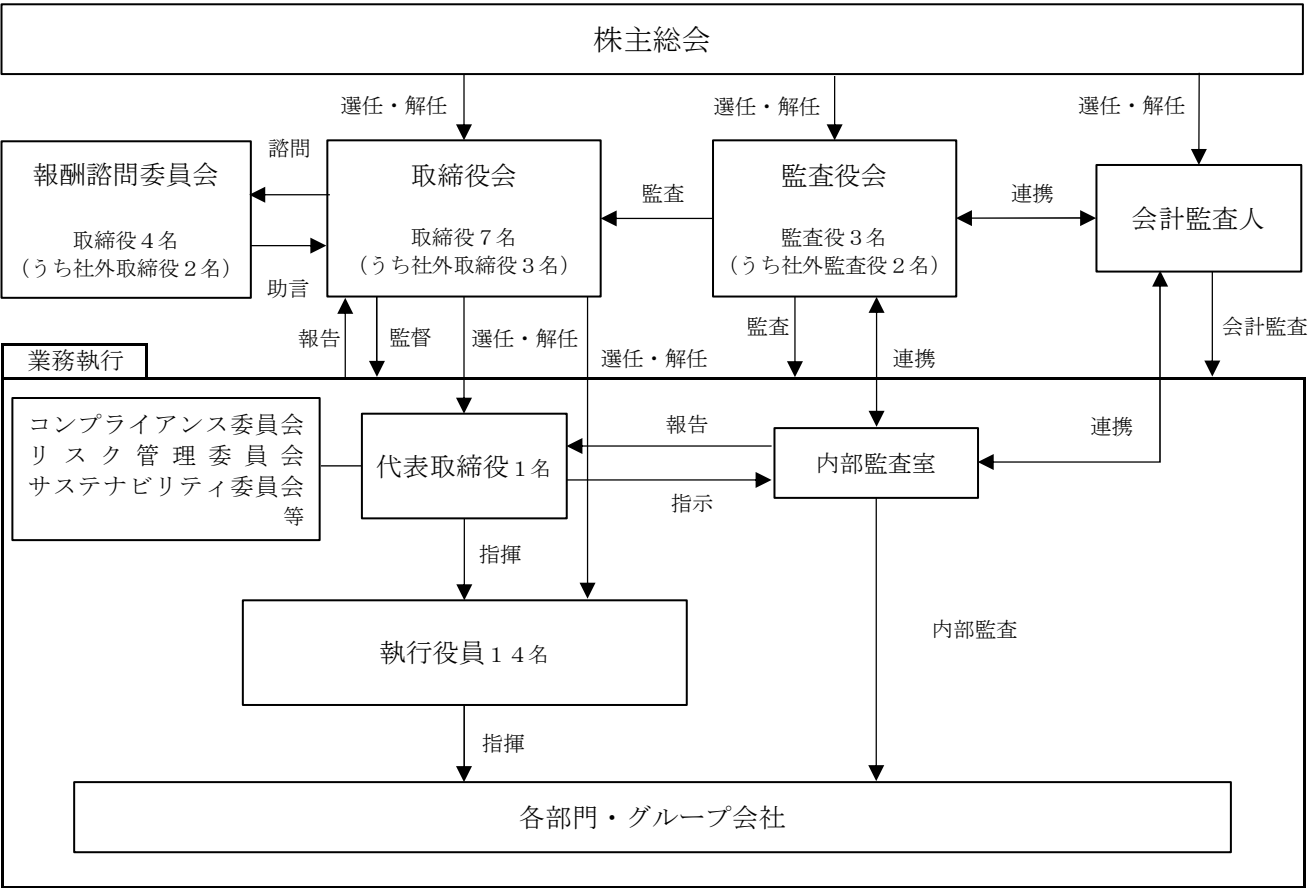 株主総会
選任・解任
選任・解任
選任・解任
報酬諮問委員会
取締役４名
（うち社外取締役２名）
諮問
助言
取締役会
取締役７名
（うち社外取締役３名）
監査
監査役会
監査役３名
（うち社外監査役２名）
連携
会計監査人
報告
監督
選任・解任
選任・解任
監査
連携
会計監査
業務執行
コンプライアンス委員会
リスク管理委員会
サステナビリティ委員会
等
代表取締役１名
報告
指示
内部監査室
連携
指揮
執行役員１４名
内部監査
指揮
各部門・グループ会社